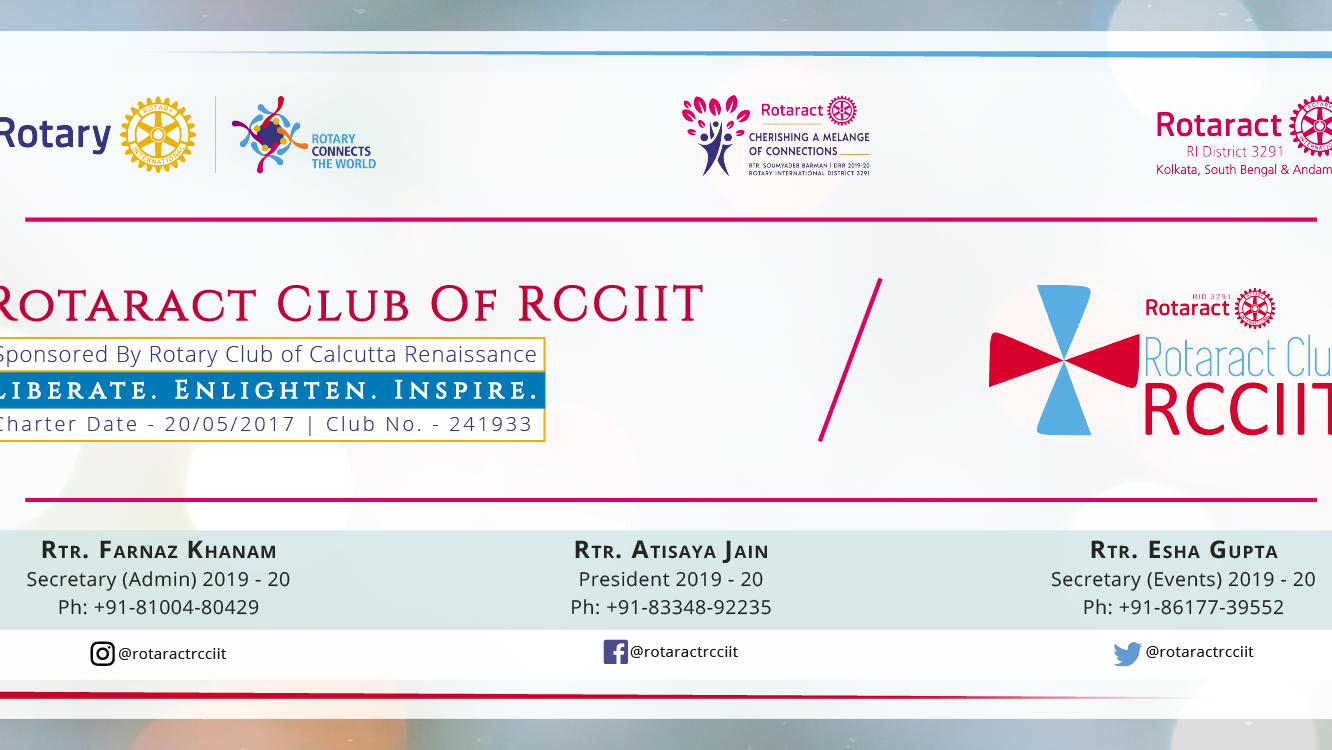 Rotary
ROTARY
INTERNATIONAL
ROTARY
CONNECTS
THE WORLD
Rotaract
CHERISHING A MELANGE
OF CONNECTIONS
RTR. SOUMYADEB BARMAN | DRR 2019-20
ROTARY INTERNATIONAL DISTRICT 3291
Rotaract
RI District 3291
Kolkata, South Bengal & Andam
ROTARACT CLUB OF RCCIIT
Sponsored By Rotary Club of Calcutta Renaissance
LIBERATE. ENLIGHTEN. INSPIRE.
Charter Date - 20/05/2017 | Club No. - 241933
RID 3291
Rotaract
Rotaract Clu
RCCIIT
RTR. FARNAZ KHANAM
Secretary (Admin) 2019 - 20
Ph: +91-81004-80429
RTR. ATISAYA JAIN
President 2019 - 20
Ph: +91-83348-92235
RTR. ESHA GUPTA
Secretary (Events) 2019 - 20
Ph: +91-86177-39552
@rotaractrcciit
@rotaractrcciit
@rotaractrcciit